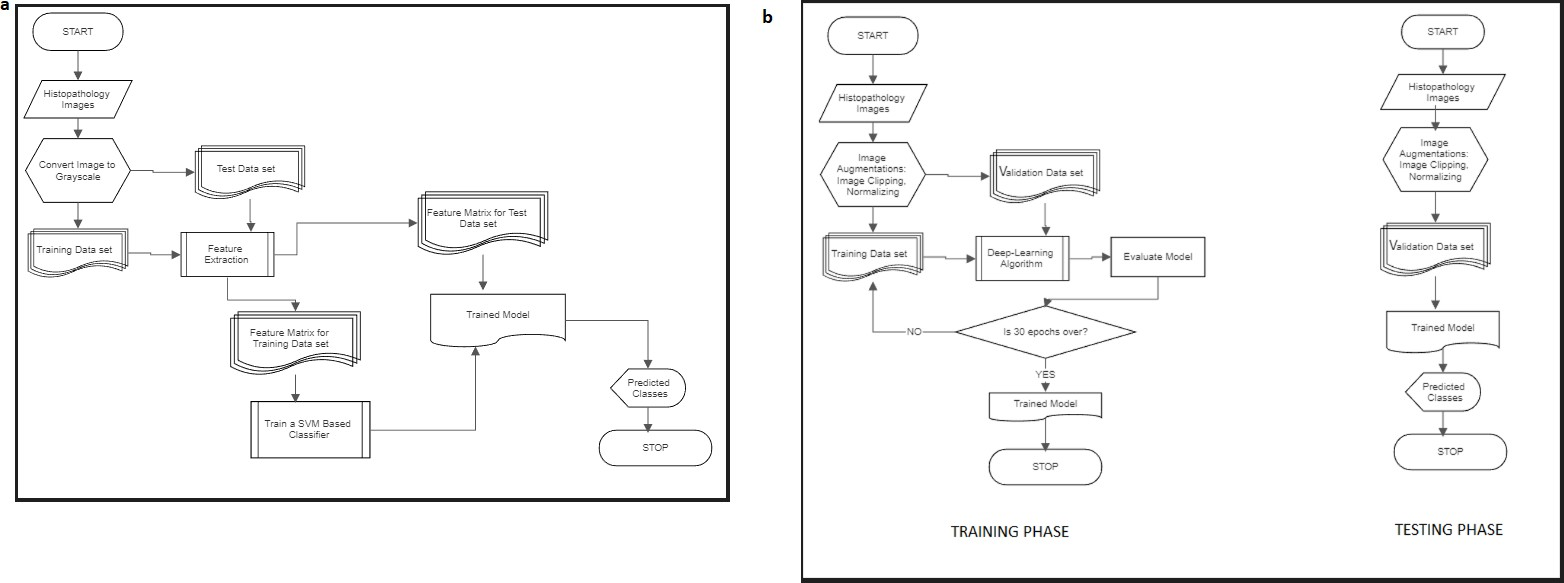 a
START
Histopathology
Images
Convert Image to
Grayscale
Test Data set
Training Data set
Feature
Extraction
Feature Matrix for Test
Data set
Feature Matrix for
Training Data set
Trained Model
Train a SVM Based
Classifier
Predicted
Classes
STOP
b
START
Histopathology
Images
Image
Augmentations:
Image Clipping,
Normalizing
Validation Data set
Training Data set
Deep-Learning
Algorithm
Evaluate Model
Is 30 epochs over?
NO
YES
Trained Model
STOP
TRAINING PHASE
START
Histopathology
Images
Image
Augmentations:
Image Clipping,
Normalizing
Validation Data set
Trained Model
Predicted
Classes
STOP
TESTING PHASE